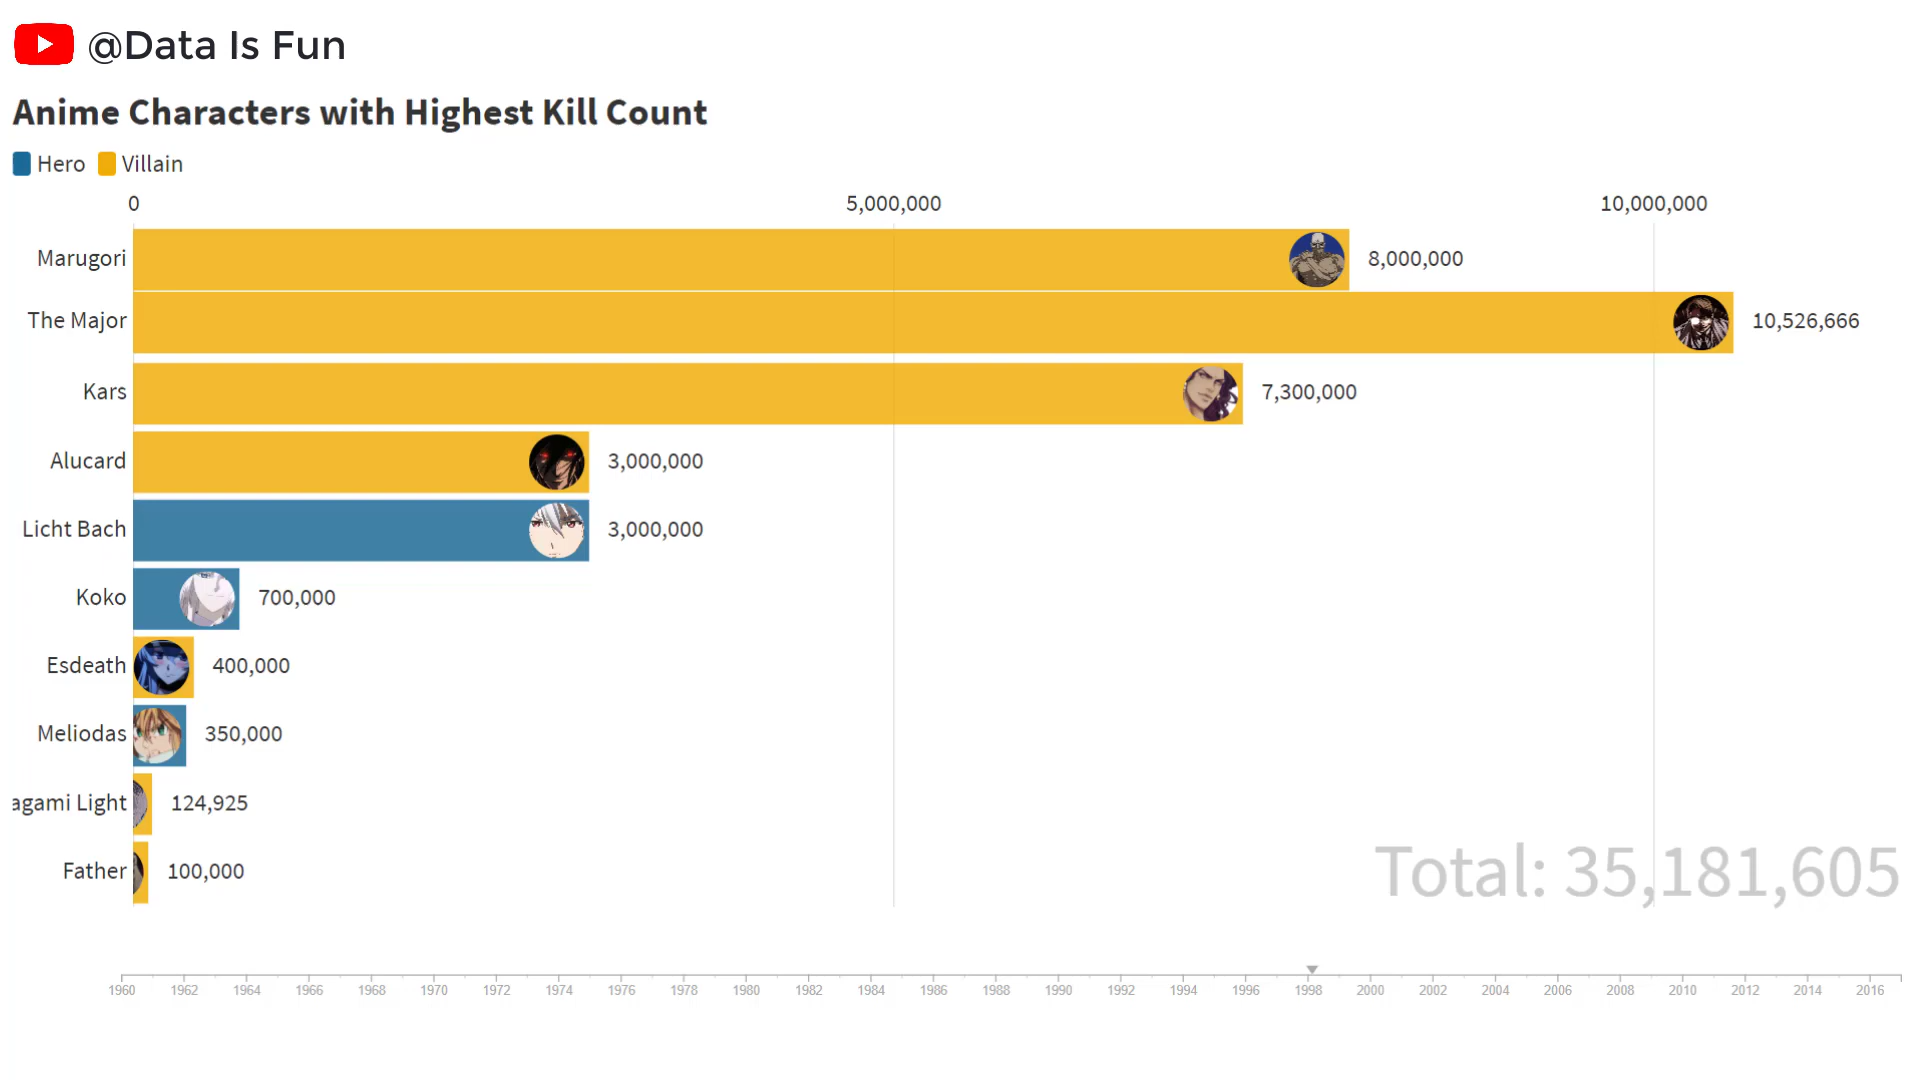 @Data Is Fun
Anime Characters with Highest Kill Count
Hero Villain
0 5,000,000 10,000,000
Marugori 8,000,000
The Major 10,526,666
Kars 7,300,000
Alucard 3,000,000
Licht Bach 3,000,000
Koko 700,000
Esdeath 400,000
Meliodas 350,000
agami Light 124,925
Father 100,000
Total: 35,181,605
1960 1962 1964 1966 1968 1970 1972 1974 1976 1978 1980 1982 1984 1986 1988 1990 1992 1994 1996 1998 2000 2002 2004 2006 2008 2010 2012 2014 2016